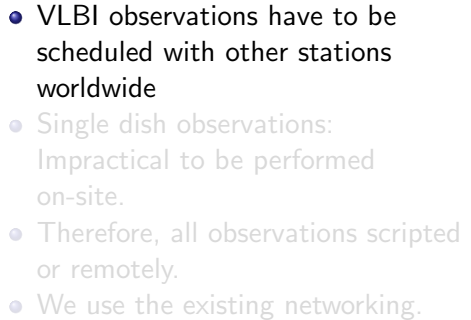 VLBI observations have to be
scheduled with other stations
worldwide
Single dish observations:
Impractical to be performed
on-site.
Therefore, all observations scripted
or remotely.
We use the existing networking.